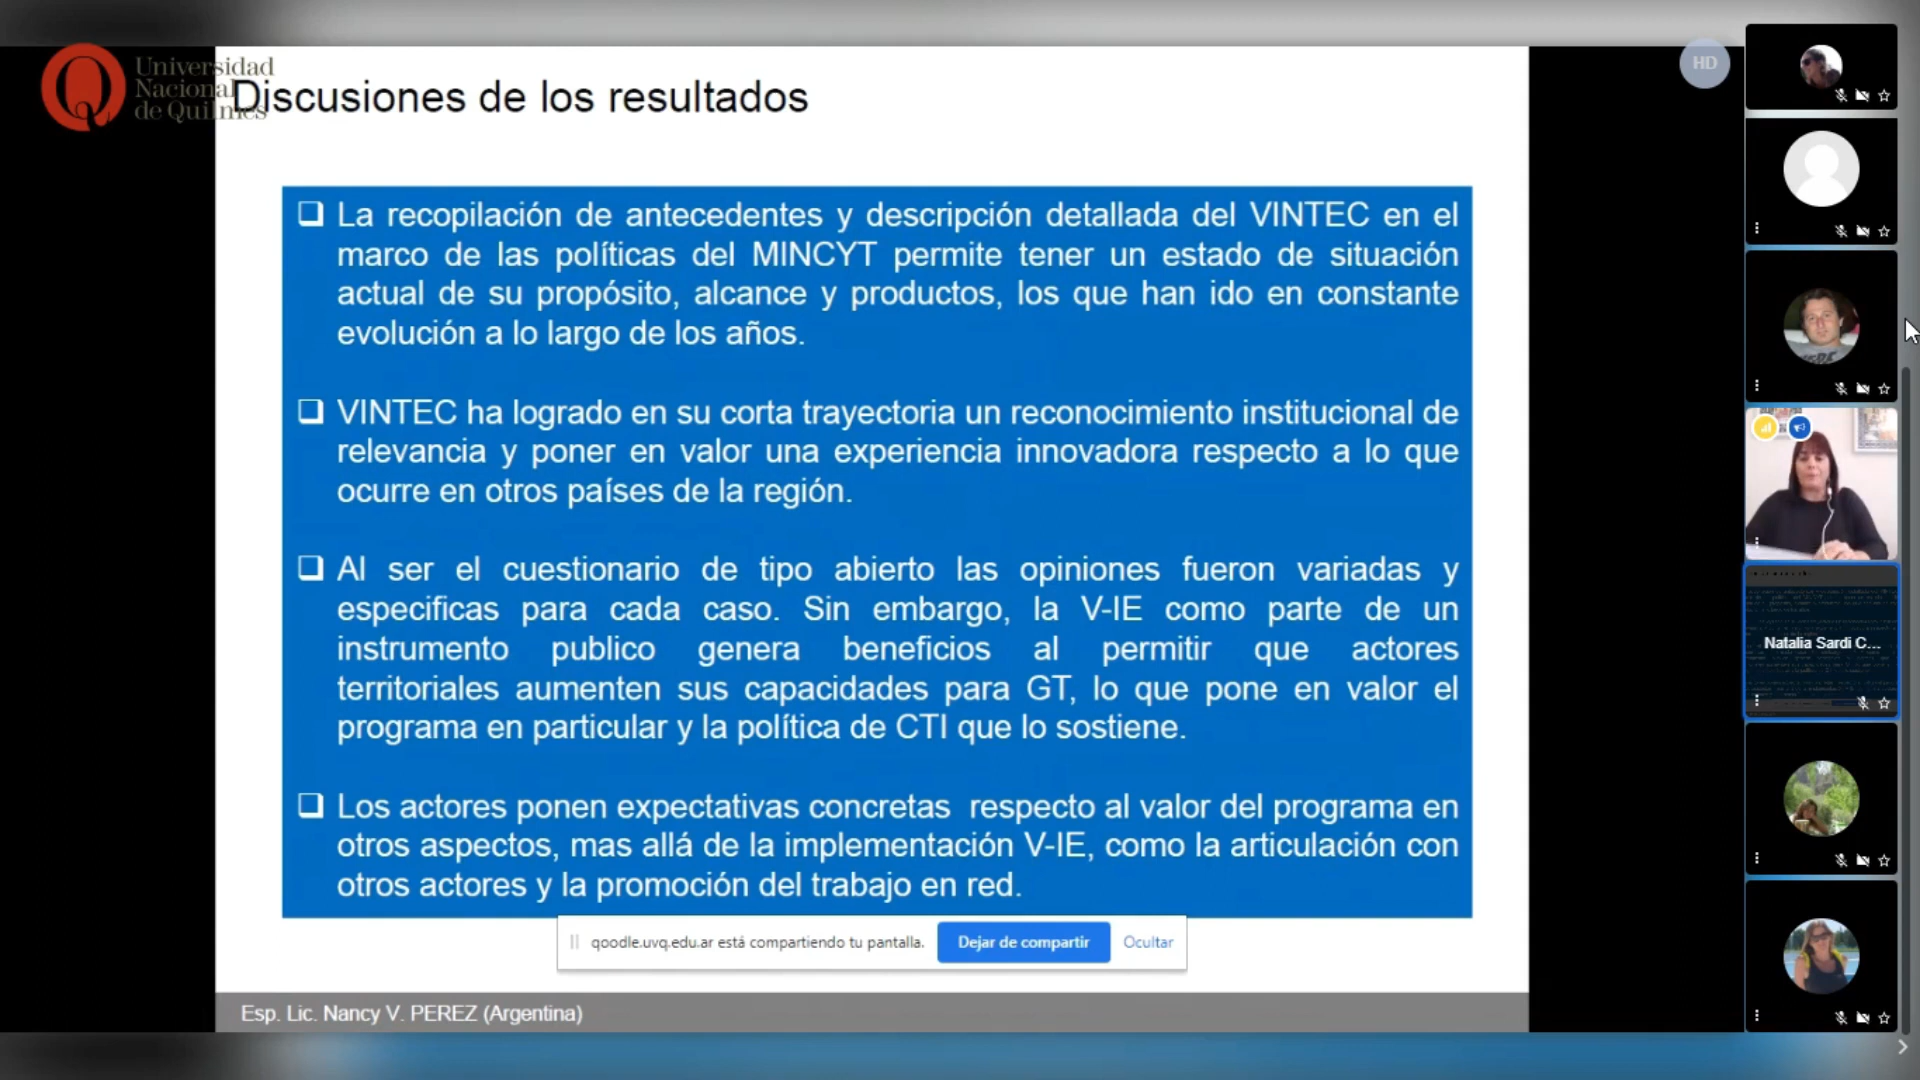 Universidad
Nacional
de Quilmes
Discusiones de los resultados
HD
❑ La recopilación de antecedentes y descripción detallada del VINTEC en el
marco de las políticas del MINCYT permite tener un estado de situación
actual de su propósito, alcance y productos, los que han ido en constante
evolución a lo largo de los años.
❑ VINTEC ha logrado en su corta trayectoria un reconocimiento institucional de
relevancia y poner en valor una experiencia innovadora respecto a lo que
ocurre en otros países de la región.
❑ Al ser el cuestionario de tipo abierto las opiniones fueron variadas y
especificas para cada caso. Sin embargo, la V-IE como parte de un
instrumento publico genera beneficios al permitir que actores
territoriales aumenten sus capacidades para GT, lo que pone en valor el
programa en particular y la política de CTI que lo sostiene.
❑ Los actores ponen expectativas concretas respecto al valor del programa en
otros aspectos, mas allá de la implementación V-IE, como la articulación con
otros actores y la promoción del trabajo en red.
qoodle.uvq.edu.ar está compartiendo tu pantalla.
Dejar de compartir
Ocultar
Esp. Lic. Nancy V. PEREZ (Argentina)
Natalia Sardi C...